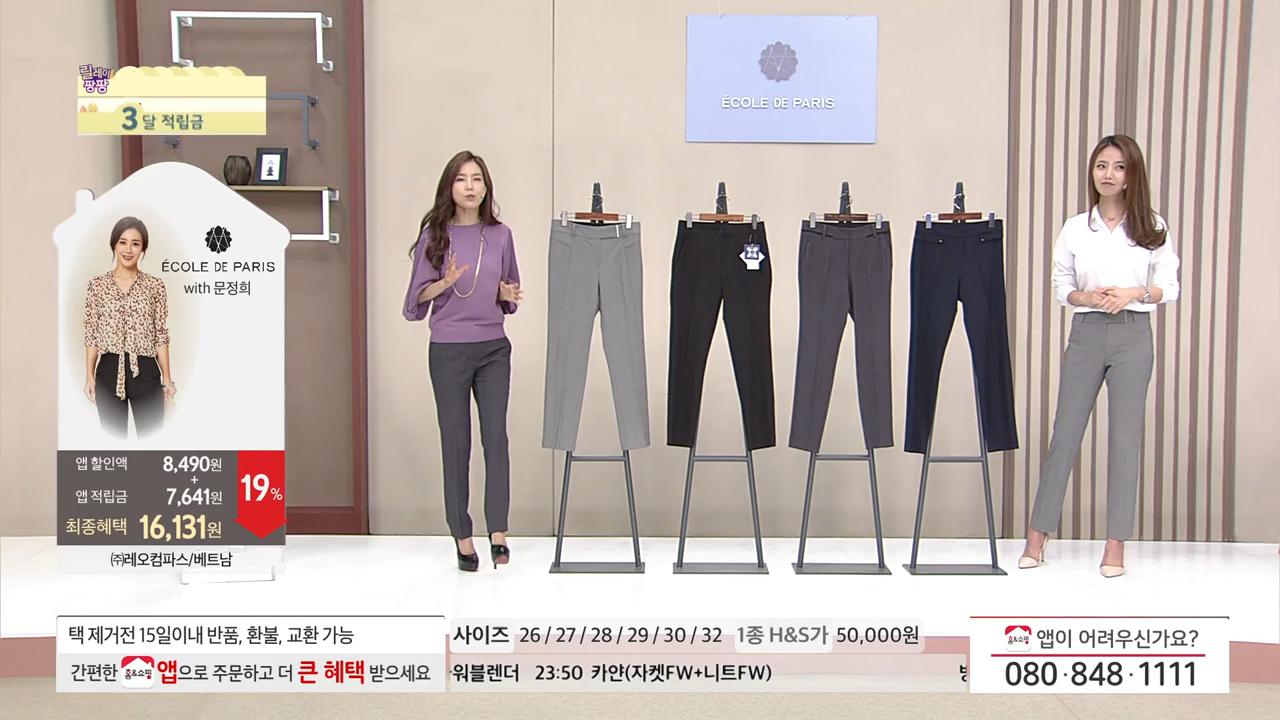 릴레이
팡팡
3달 적립금
ÉCOLE DE PARIS
with 문정희
앱 할인액 8,490원
+
앱 적립금 7,641원
최종혜택 16,131원
19%
㈜레오컴파스/베트남
ÉCOLE DE PARIS
택 제거전 15일이내 반품, 환불, 교환 가능
간편한 홈&쇼핑 앱으로 주문하고 더 큰 혜택 받으세요
사이즈 26 / 27 / 28 / 29 / 30 / 32 1종 H&S가 50,000원
워블렌더 23:50 카얀(자켓FW+니트FW)
홈&쇼핑 앱이 어려우신가요?
080·848·1111